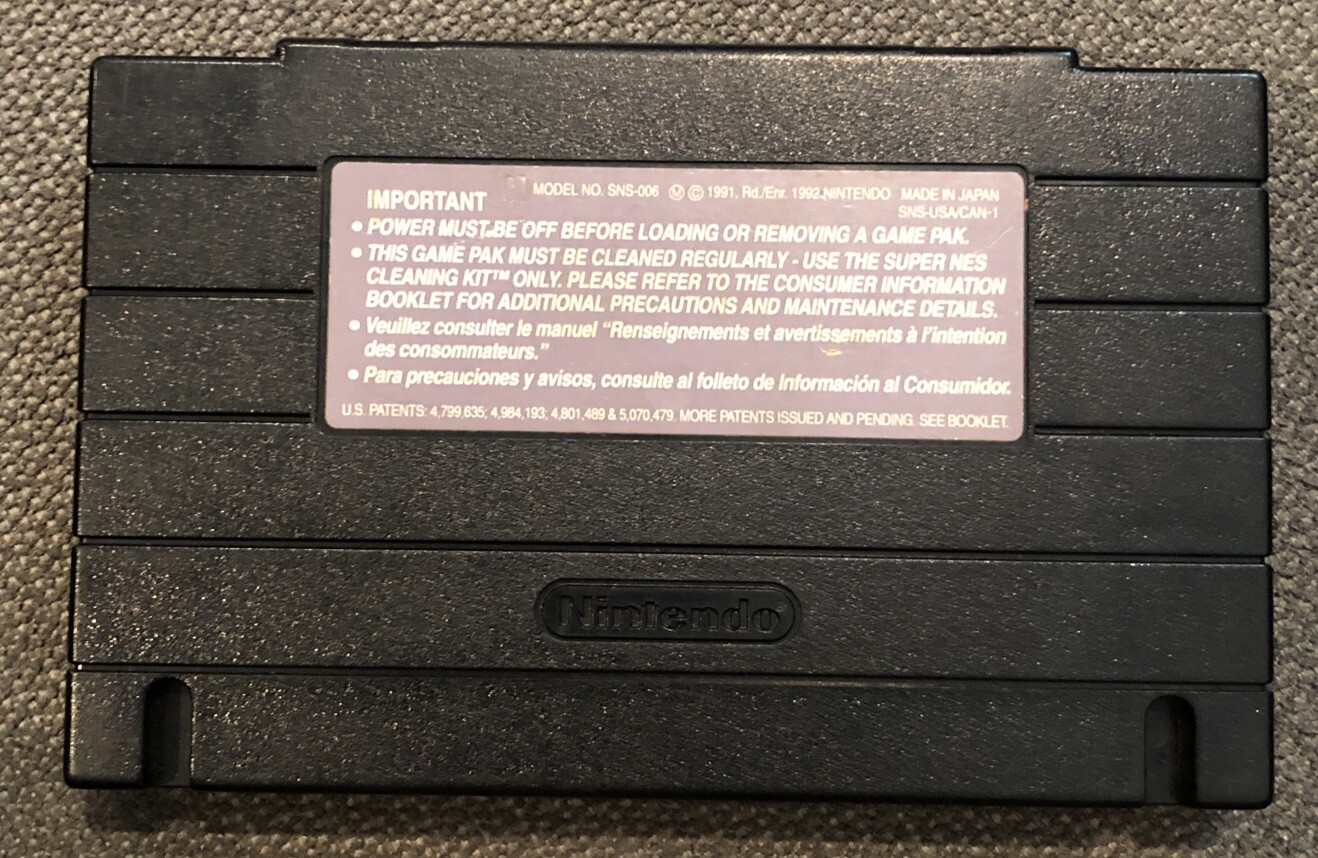 IMPORTANT
MODEL NO. SNS-006 Ⓜ © 1991, Rd./Enr. 1992 NINTENDO MADE IN JAPAN
SNS-USA/CAN-1
• POWER MUST BE OFF BEFORE LOADING OR REMOVING A GAME PAK.
• THIS GAME PAK MUST BE CLEANED REGULARLY - USE THE SUPER NES
CLEANING KIT™ ONLY. PLEASE REFER TO THE CONSUMER INFORMATION
BOOKLET FOR ADDITIONAL PRECAUTIONS AND MAINTENANCE DETAILS.
• Veuillez consulter le manuel “Renseignements et avertissements à l’intention
des consommateurs.”
• Para precauciones y avisos, consulte al folleto de Información al Consumidor.
U.S. PATENTS: 4,799,635; 4,984,193; 4,801,489 & 5,070,479. MORE PATENTS ISSUED AND PENDING. SEE BOOKLET.
Nintendo